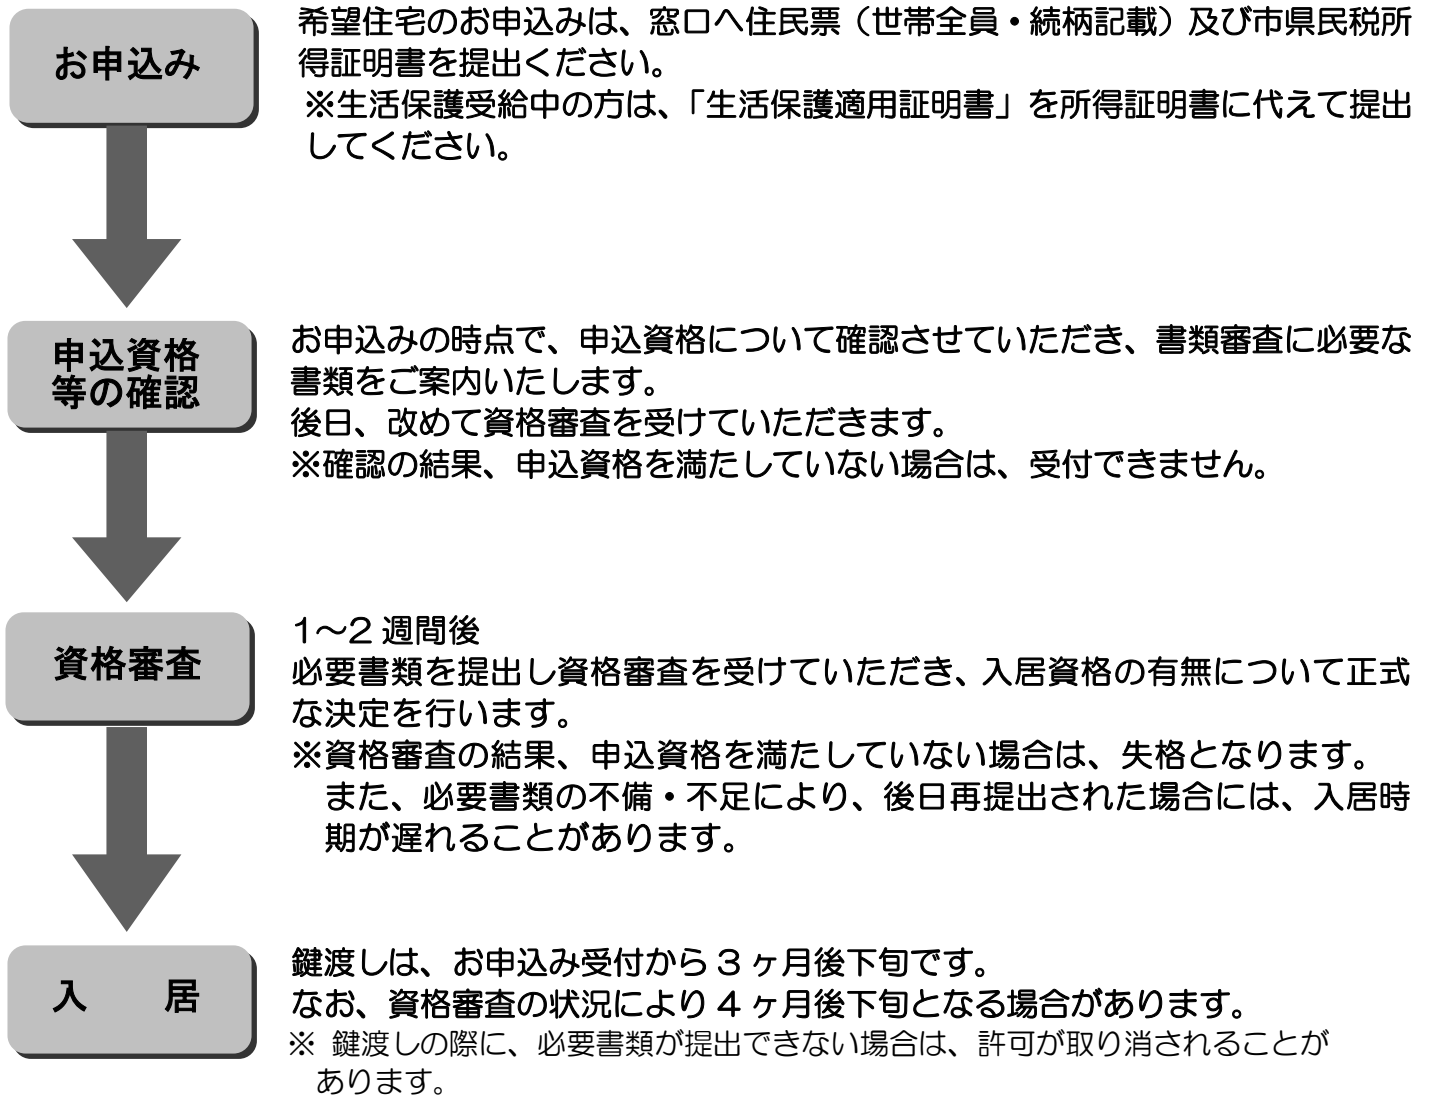 お申込み
希望住宅のお申込みは、窓口へ住民票（世帯全員・続柄記載）及び市県民税所
得証明書を提出ください。
※生活保護受給中の方は、「生活保護適用証明書」を所得証明書に代えて提出
してください。
申込資格
等の確認
お申込みの時点で、申込資格について確認させていただき、書類審査に必要な
書類をご案内いたします。
後日、改めて資格審査を受けていただきます。
※確認の結果、申込資格を満たしていない場合は、受付できません。
資格審査
1～2 週間後
必要書類を提出し資格審査を受けていただき、入居資格の有無について正式
な決定を行います。
※資格審査の結果、申込資格を満たしていない場合は、失格となります。
また、必要書類の不備・不足により、後日再提出された場合には、入居時
期が遅れることがあります。
入　居
鍵渡しは、お申込み受付から 3 ヶ月後下旬です。
なお、資格審査の状況により 4 ヶ月後下旬となる場合があります。
※ 鍵渡しの際に、必要書類が提出できない場合は、許可が取り消されることが
あります。